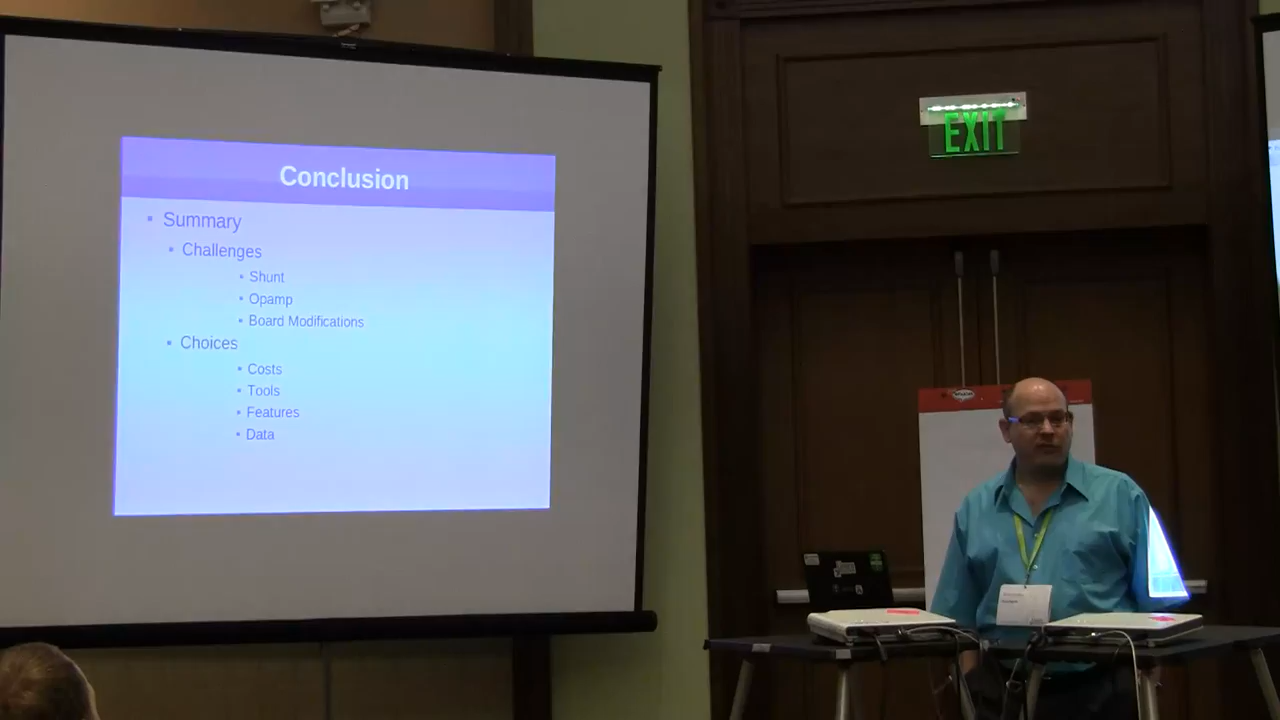 Conclusion
Summary
Challenges
Shunt
Opamp
Board Modifications
Choices
Costs
Tools
Features
Data
EXIT